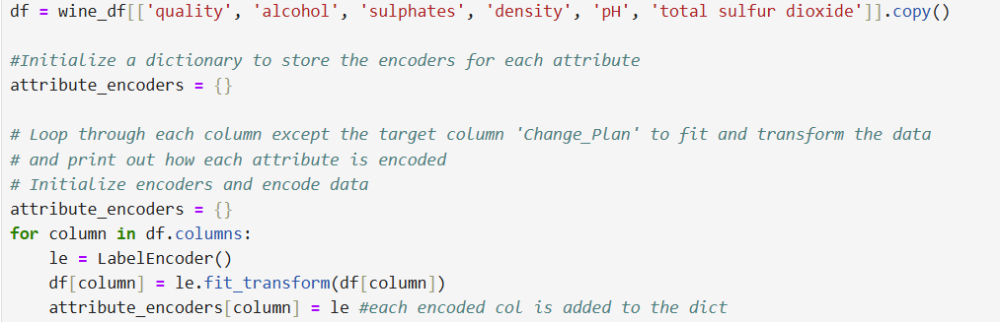 df = wine_df[['quality', 'alcohol', 'sulphates', 'density', 'pH', 'total sulfur dioxide']].copy()
#Initialize a dictionary to store the encoders for each attribute
attribute_encoders = {}
# Loop through each column except the target column 'Change_Plan' to fit and transform the data
# and print out how each attribute is encoded
# Initialize encoders and encode data
attribute_encoders = {}
for column in df.columns:
    le = LabelEncoder()
    df[column] = le.fit_transform(df[column])
    attribute_encoders[column] = le #each encoded col is added to the dict